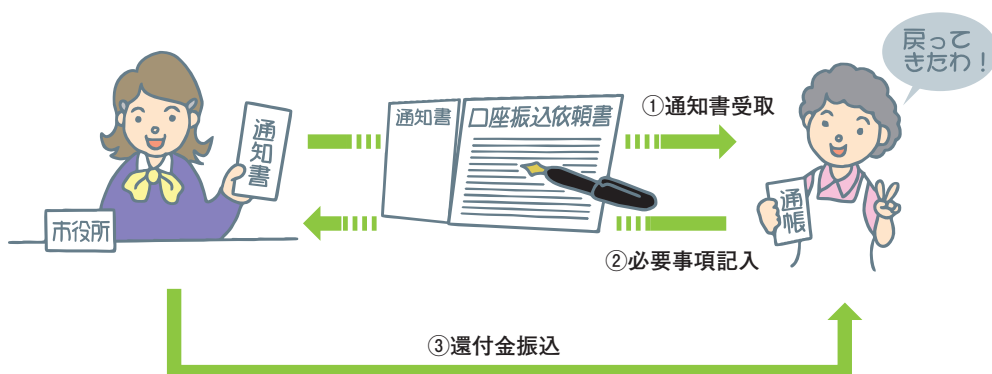 戻って
きたわ！
通知書
市役所
通知書
口座振込依頼書
①通知書受取
通帳
②必要事項記入
③還付金振込